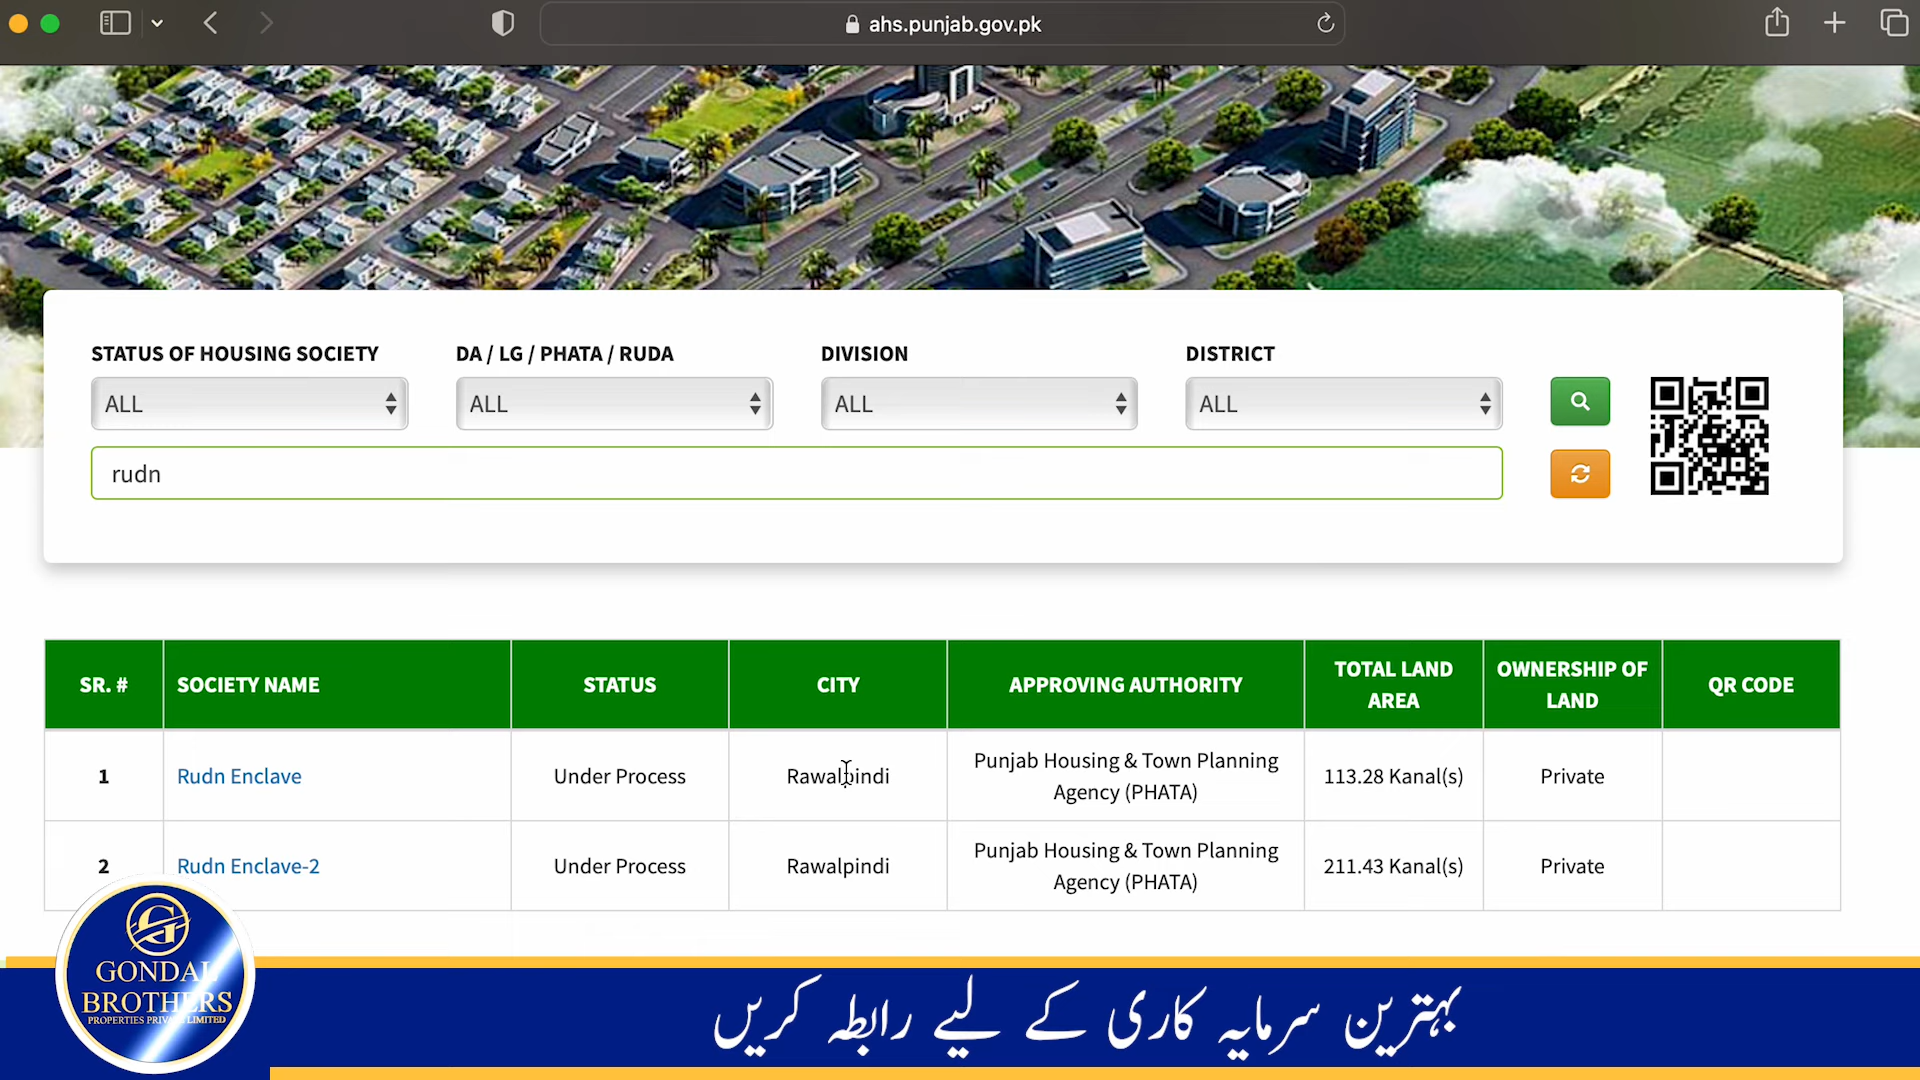 ahs.punjab.gov.pk
STATUS OF HOUSING SOCIETY
DA / LG / PHATA / RUDA
DIVISION
DISTRICT
ALL
ALL
ALL
ALL
rudn
SR. #
SOCIETY NAME
STATUS
CITY
APPROVING AUTHORITY
TOTAL LAND
AREA
OWNERSHIP OF
LAND
QR CODE
1
Rudn Enclave
Under Process
Rawalpindi
Punjab Housing & Town Planning
Agency (PHATA)
113.28 Kanal(s)
Private
2
Rudn Enclave-2
Under Process
Rawalpindi
Punjab Housing & Town Planning
Agency (PHATA)
211.43 Kanal(s)
Private
GONDAL
BROTHERS
PROPERTIES PRIVATE LIMITED
بہترین سرمایہ کاری کے لیے رابطہ کریں